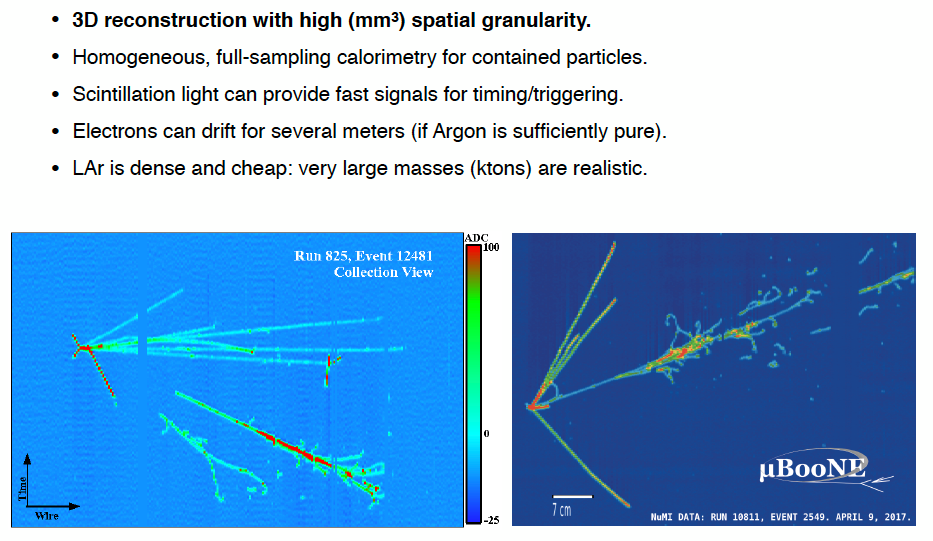 • 3D reconstruction with high (mm³) spatial granularity.
• Homogeneous, full-sampling calorimetry for contained particles.
• Scintillation light can provide fast signals for timing/triggering.
• Electrons can drift for several meters (if Argon is sufficiently pure).
• LAr is dense and cheap: very large masses (ktons) are realistic.
Run 825, Event 12481
Collection View
ADC
100
0
-25
Time
Wire
µBooNE
7 cm
NuMI DATA: RUN 10811, EVENT 2549. APRIL 9, 2017.